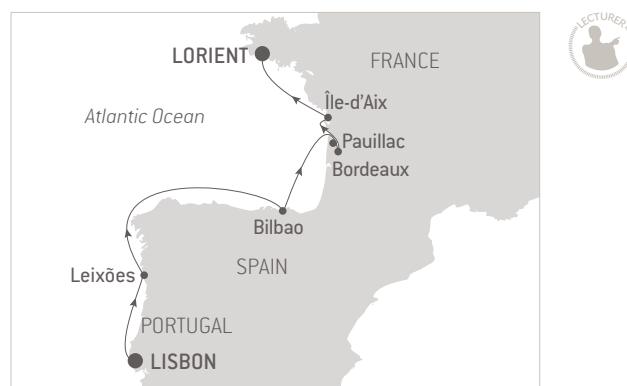 LECTURER
LORIENT
FRANCE
Île-d'Aix
Atlantic Ocean
Pauillac
Bordeaux
Bilbao
SPAIN
Leixões
PORTUGAL
LISBON